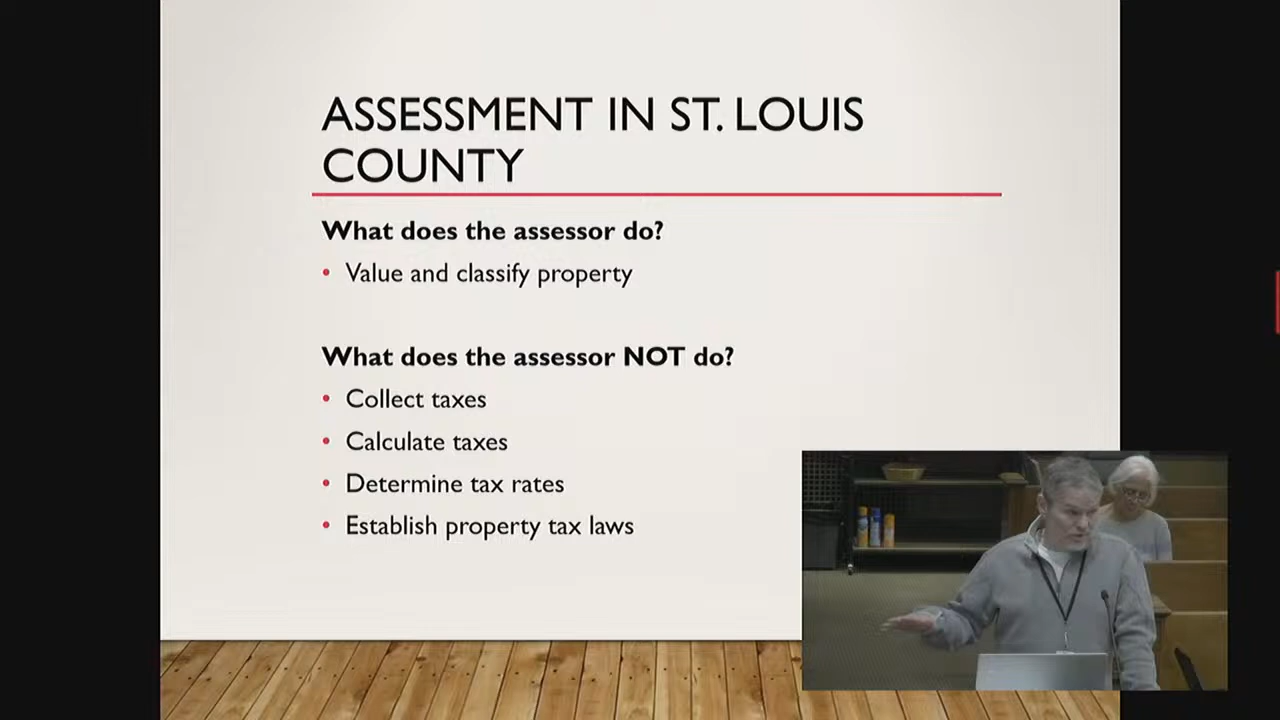 ASSESSMENT IN ST. LOUIS
COUNTY
What does the assessor do?
• Value and classify property
What does the assessor NOT do?
• Collect taxes
• Calculate taxes
• Determine tax rates
• Establish property tax laws